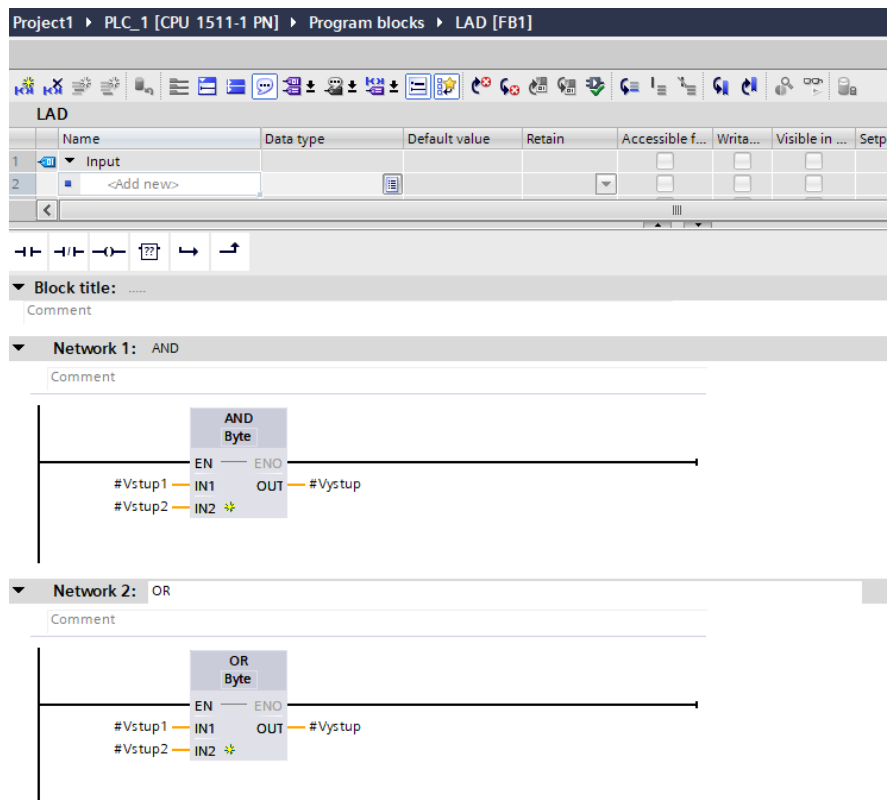 Project1 ▸ PLC_1 [CPU 1511-1 PN] ▸ Program blocks ▸ LAD [FB1]
LAD
Name Data type Default value Retain Accessible f... Writa... Visible in ... Setp
1 Input
2 <Add new>
??
Block title: .....
Comment
Network 1: AND
Comment
AND
Byte
EN ENO
#Vstup1 IN1 OUT #Vystup
#Vstup2 IN2
Network 2: OR
Comment
OR
Byte
EN ENO
#Vstup1 IN1 OUT #Vystup
#Vstup2 IN2